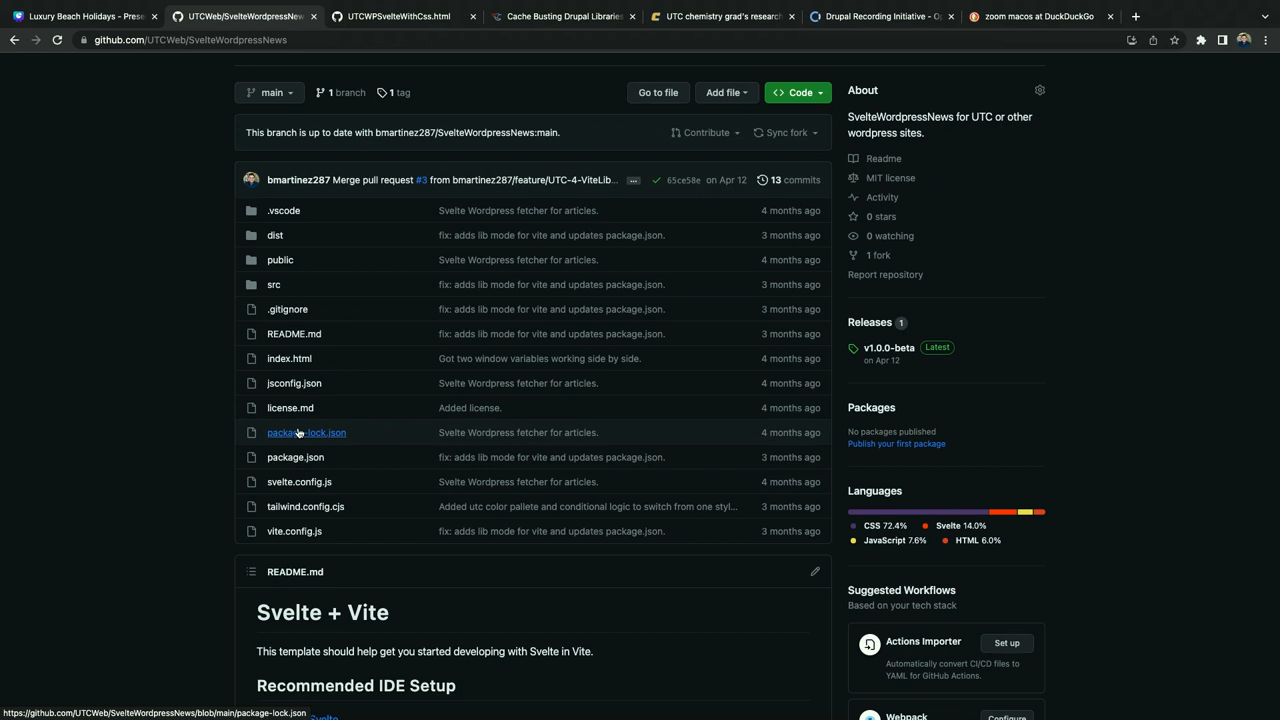 Luxury Beach Holidays - Prese
UTCWeb/SvelteWordpressNew
UTCWPSvelteWithCss.html
Cache Busting Drupal Libraries
UTC chemistry grad's research
Drupal Recording Initiative - Op
zoom macos at DuckDuckGo
github.com/UTCWeb/SvelteWordpressNews
main
1 branch
1 tag
Go to file
Add file
Code
This branch is up to date with bmartinez287/SvelteWordpressNews:main.
Contribute
Sync fork
bmartinez287 Merge pull request #3 from bmartinez287/feature/UTC-4-ViteLib... 65ce58e on Apr 12 13 commits
.vscode Svelte Wordpress fetcher for articles. 4 months ago
dist fix: adds lib mode for vite and updates package.json. 3 months ago
public Svelte Wordpress fetcher for articles. 4 months ago
src fix: adds lib mode for vite and updates package.json. 3 months ago
.gitignore fix: adds lib mode for vite and updates package.json. 3 months ago
README.md fix: adds lib mode for vite and updates package.json. 3 months ago
index.html Got two window variables working side by side. 4 months ago
jsconfig.json Svelte Wordpress fetcher for articles. 4 months ago
license.md Added license. 4 months ago
package-lock.json Svelte Wordpress fetcher for articles. 4 months ago
package.json fix: adds lib mode for vite and updates package.json. 3 months ago
svelte.config.js Svelte Wordpress fetcher for articles. 4 months ago
tailwind.config.cjs Added utc color pallete and conditional logic to switch from one styl... 3 months ago
vite.config.js fix: adds lib mode for vite and updates package.json. 3 months ago
README.md
Svelte + Vite
This template should help get you started developing with Svelte in Vite.
Recommended IDE Setup
Svelte
https://github.com/UTCWeb/SvelteWordpressNews/blob/main/package-lock.json
About
SvelteWordpressNews for UTC or other
wordpress sites.
Readme
MIT license
Activity
0 stars
0 watching
1 fork
Report repository
Releases 1
v1.0.0-beta Latest
on Apr 12
Packages
No packages published
Publish your first package
Languages
CSS 72.4% Svelte 14.0%
JavaScript 7.6% HTML 6.0%
Suggested Workflows
Based on your tech stack
Actions Importer Set up
Automatically convert CI/CD files to
YAML for GitHub Actions.
Webpack Configure